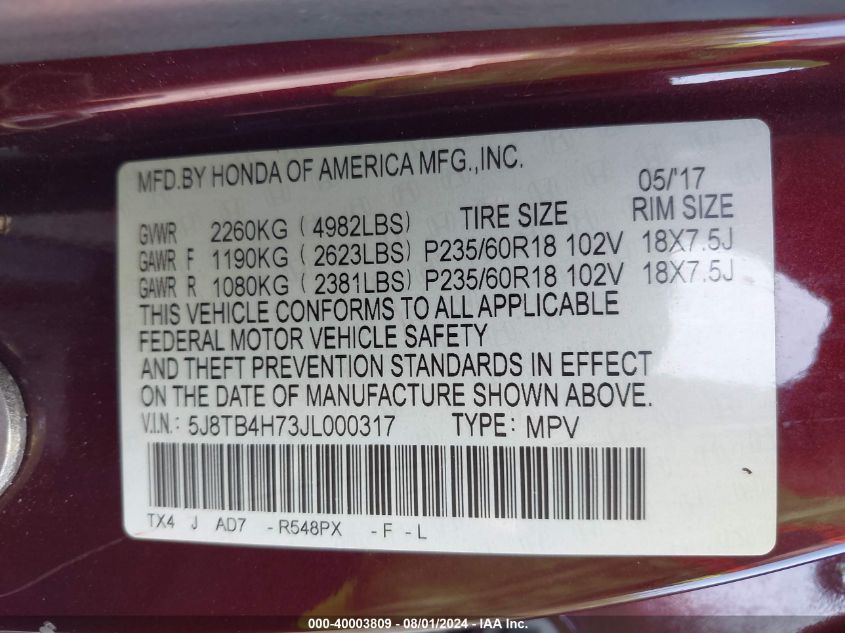 MFD.BY HONDA OF AMERICA MFG.,INC.
05/'17
GVWR 2260KG ( 4982LBS) TIRE SIZE RIM SIZE
GAWR F 1190KG ( 2623LBS) P235/60R18 102V 18X7.5J
GAWR R 1080KG ( 2381LBS) P235/60R18 102V 18X7.5J
THIS VEHICLE CONFORMS TO ALL APPLICABLE
FEDERAL MOTOR VEHICLE SAFETY
AND THEFT PREVENTION STANDARDS IN EFFECT
ON THE DATE OF MANUFACTURE SHOWN ABOVE.
V.I.N.: 5J8TB4H73JL000317 TYPE: MPV
TX4 J AD7 - R548PX - F - L
000-40003809 - 08/01/2024 - IAA Inc.